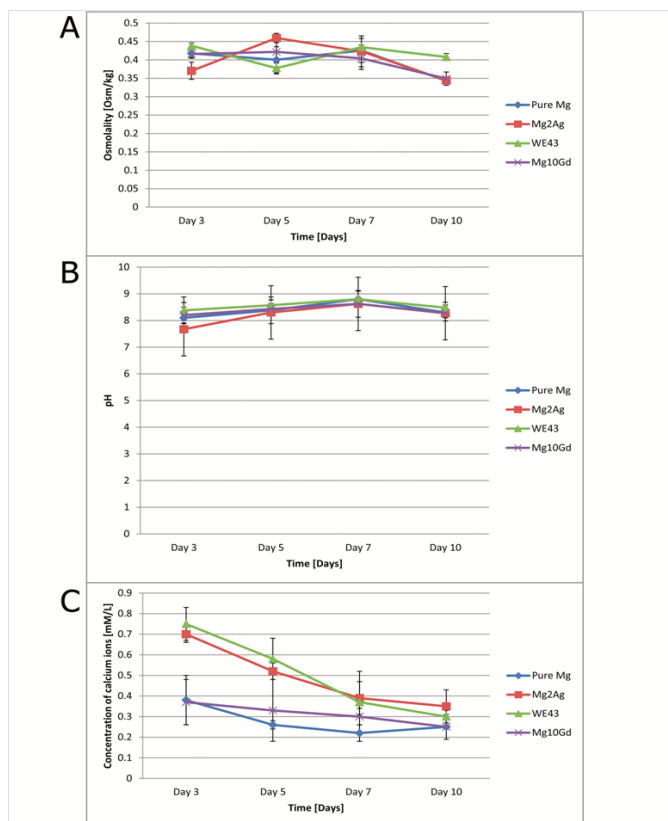 A
0.5
0.45
0.4
0.35
0.3
0.25
0.2
0.15
0.1
0.05
0
Osmolality [Osm/kg]
Day 3 Day 5 Day 7 Day 10
Time [Days]
Pure Mg
Mg2Ag
WE43
Mg10Gd
B
10
9
8
7
6
5
4
3
2
1
0
pH
Day 3 Day 5 Day 7 Day 10
Time [Days]
Pure Mg
Mg2Ag
WE43
Mg10Gd
C
0.9
0.8
0.7
0.6
0.5
0.4
0.3
0.2
0.1
0
Concentration of calcium ions [mM/L]
Day 3 Day 5 Day 7 Day 10
Time [Days]
Pure Mg
Mg2Ag
WE43
Mg10Gd